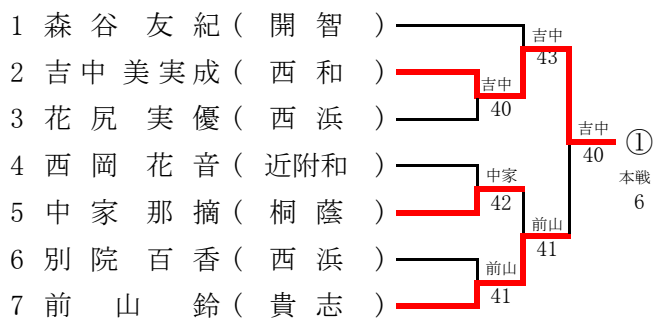 1 森谷 友紀 ( 開智 )
2 吉中 美実成 ( 西和 )
3 花尻 実優 ( 西浜 )
4 西岡 花音 ( 近附和 )
5 中家 那摘 ( 桐蔭 )
6 別院 百香 ( 西浜 )
7 前山 鈴 ( 貴志 )
吉中
40
中家
42
前山
41
吉中
43
前山
41
吉中
40
①
本戦
6